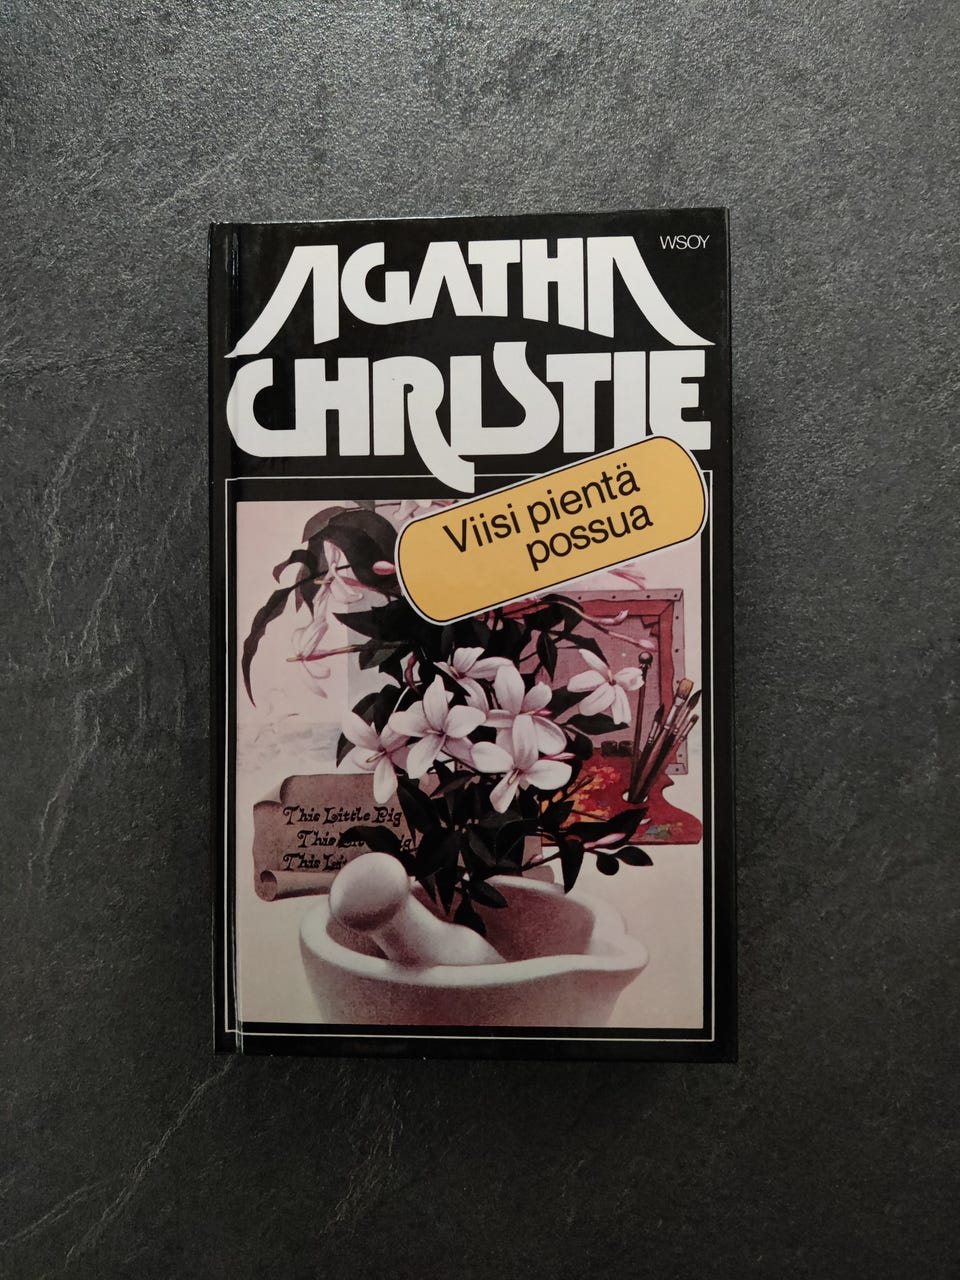 WSOY
AGATHA
CHRISTIE
Viisi pientä
possua
This Little Pig
This
This